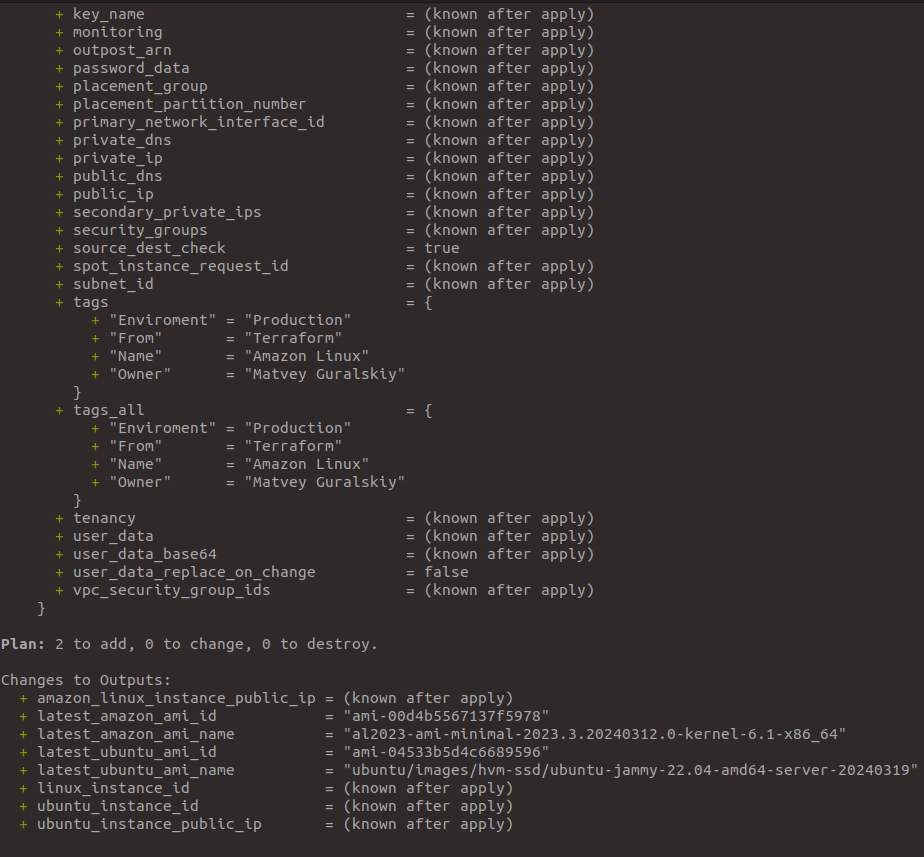 + key_name = (known after apply)
+ monitoring = (known after apply)
+ outpost_arn = (known after apply)
+ password_data = (known after apply)
+ placement_group = (known after apply)
+ placement_partition_number = (known after apply)
+ primary_network_interface_id = (known after apply)
+ private_dns = (known after apply)
+ private_ip = (known after apply)
+ public_dns = (known after apply)
+ public_ip = (known after apply)
+ secondary_private_ips = (known after apply)
+ security_groups = (known after apply)
+ source_dest_check = true
+ spot_instance_request_id = (known after apply)
+ subnet_id = (known after apply)
+ tags = {
+ "Enviroment" = "Production"
+ "From" = "Terraform"
+ "Name" = "Amazon Linux"
+ "Owner" = "Matvey Guralskiy"
}
+ tags_all = {
+ "Enviroment" = "Production"
+ "From" = "Terraform"
+ "Name" = "Amazon Linux"
+ "Owner" = "Matvey Guralskiy"
}
+ tenancy = (known after apply)
+ user_data = (known after apply)
+ user_data_base64 = (known after apply)
+ user_data_replace_on_change = false
+ vpc_security_group_ids = (known after apply)
}
Plan: 2 to add, 0 to change, 0 to destroy.
Changes to Outputs:
+ amazon_linux_instance_public_ip = (known after apply)
+ latest_amazon_ami_id = "ami-00d4b5567137f5978"
+ latest_amazon_ami_name = "al2023-ami-minimal-2023.3.20240312.0-kernel-6.1-x86_64"
+ latest_ubuntu_ami_id = "ami-04533b5d4c6689596"
+ latest_ubuntu_ami_name = "ubuntu/images/hvm-ssd/ubuntu-jammy-22.04-amd64-server-20240319"
+ linux_instance_id = (known after apply)
+ ubuntu_instance_id = (known after apply)
+ ubuntu_instance_public_ip = (known after apply)